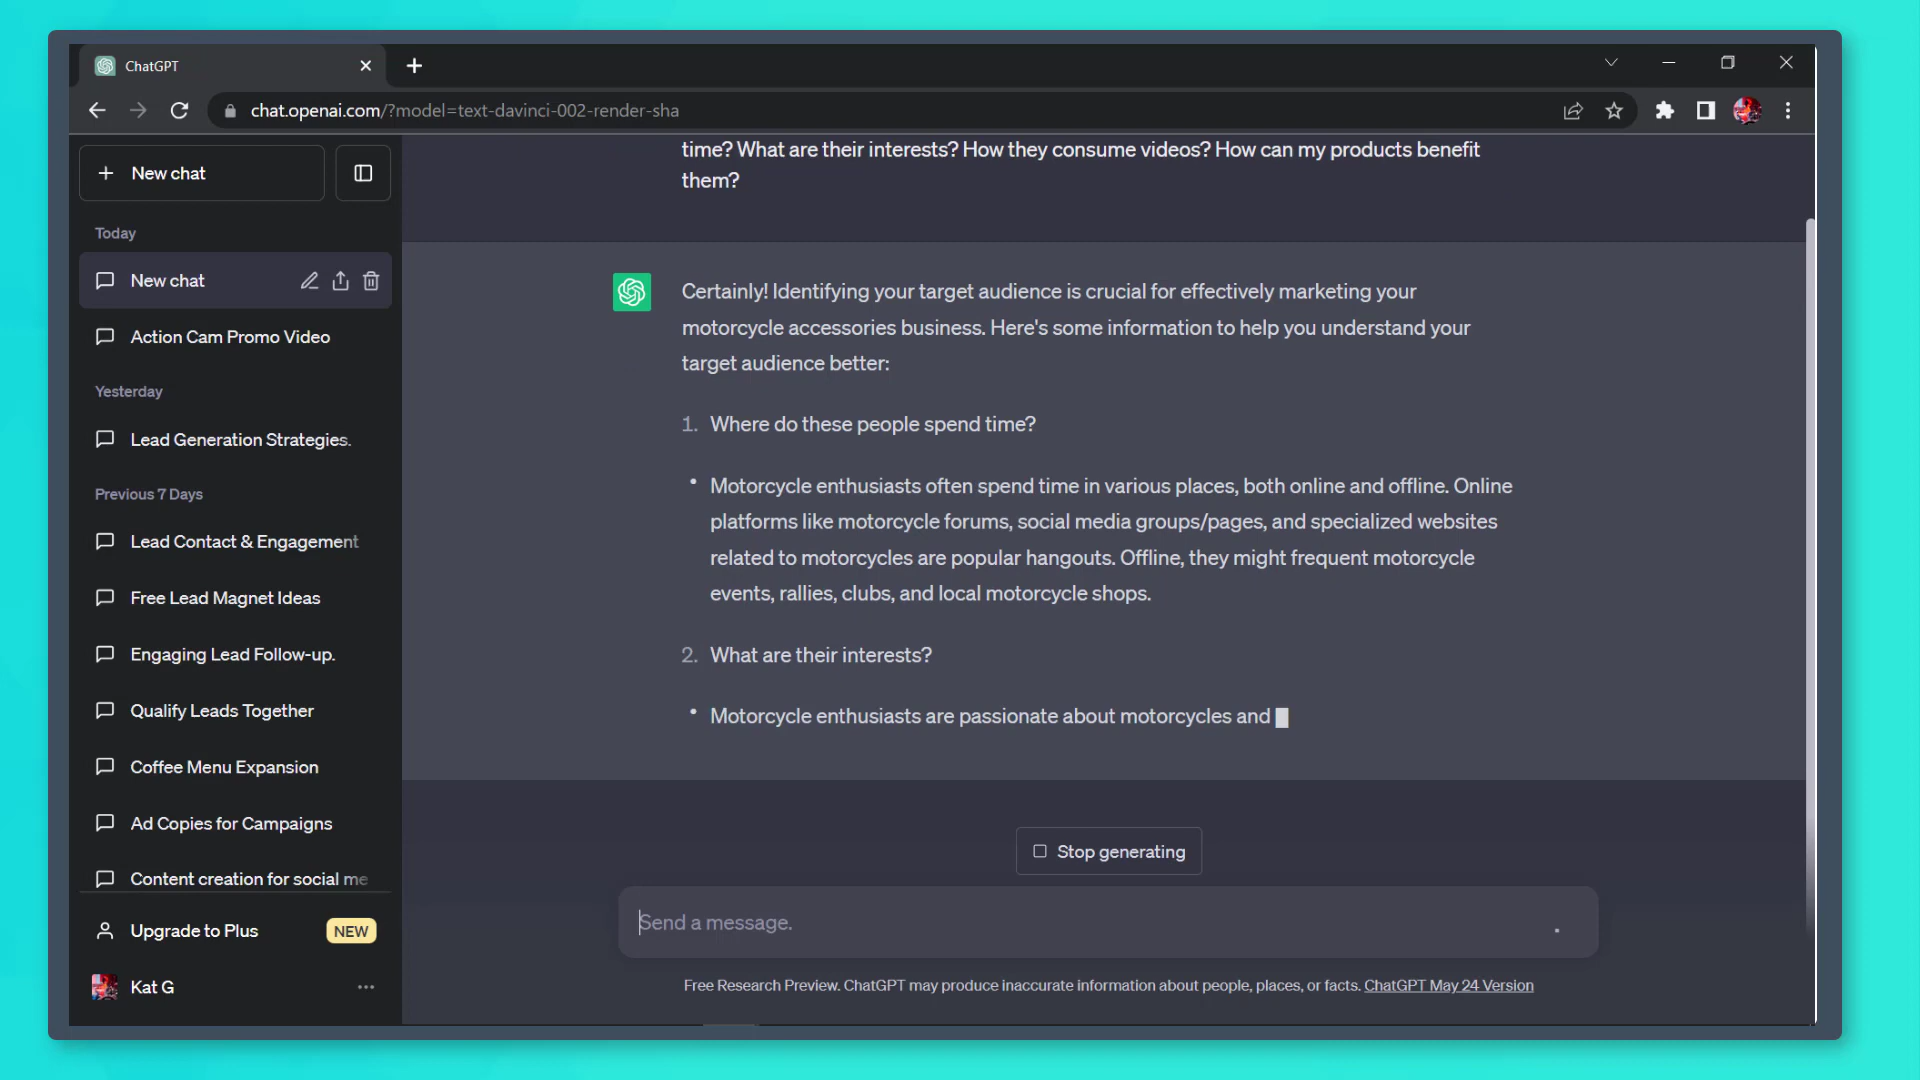 ChatGPT
chat.openai.com/?model=text-davinci-002-render-sha
New chat
Today
New chat
Action Cam Promo Video
Yesterday
Lead Generation Strategies.
Previous 7 Days
Lead Contact & Engagement
Free Lead Magnet Ideas
Engaging Lead Follow-up.
Qualify Leads Together
Coffee Menu Expansion
Ad Copies for Campaigns
Content creation for social me
Upgrade to Plus NEW
Kat G
time? What are their interests? How they consume videos? How can my products benefit
them?
Certainly! Identifying your target audience is crucial for effectively marketing your
motorcycle accessories business. Here's some information to help you understand your
target audience better:
1. Where do these people spend time?
• Motorcycle enthusiasts often spend time in various places, both online and offline. Online
platforms like motorcycle forums, social media groups/pages, and specialized websites
related to motorcycles are popular hangouts. Offline, they might frequent motorcycle
events, rallies, clubs, and local motorcycle shops.
2. What are their interests?
• Motorcycle enthusiasts are passionate about motorcycles and
Stop generating
Send a message.
Free Research Preview. ChatGPT may produce inaccurate information about people, places, or facts. ChatGPT May 24 Version